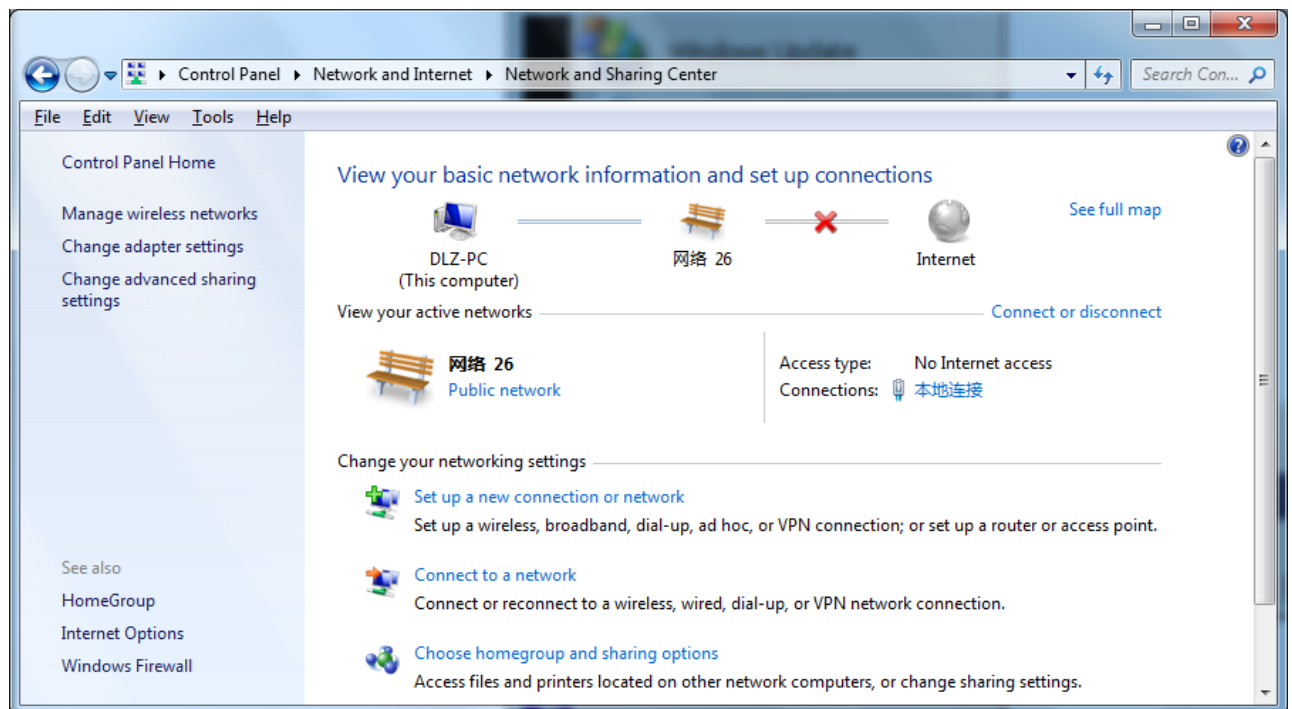 Control Panel ▸ Network and Internet ▸ Network and Sharing Center
Search Con...
File Edit View Tools Help
Control Panel Home
Manage wireless networks
Change adapter settings
Change advanced sharing
settings
See also
HomeGroup
Internet Options
Windows Firewall
View your basic network information and set up connections
See full map
DLZ-PC
(This computer)
网络 26
Internet
View your active networks
Connect or disconnect
网络 26
Public network
Access type: No Internet access
Connections: 本地连接
Change your networking settings
Set up a new connection or network
Set up a wireless, broadband, dial-up, ad hoc, or VPN connection; or set up a router or access point.
Connect to a network
Connect or reconnect to a wireless, wired, dial-up, or VPN network connection.
Choose homegroup and sharing options
Access files and printers located on other network computers, or change sharing settings.